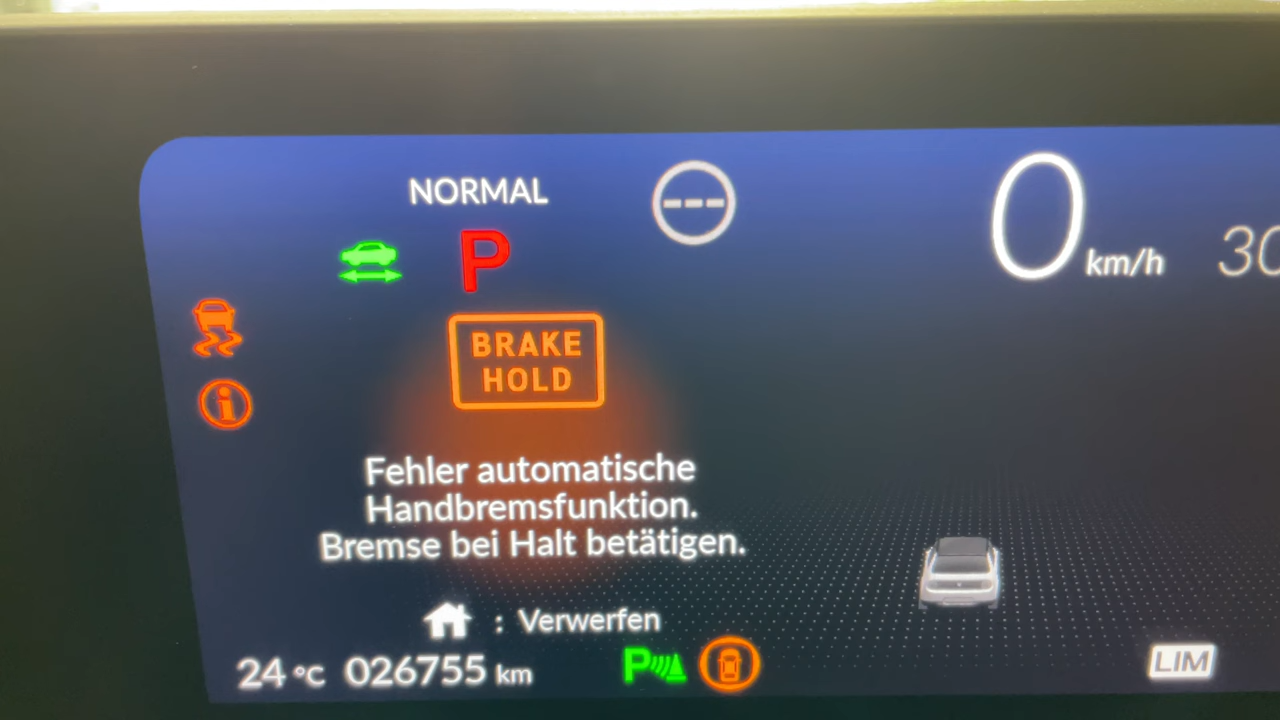 NORMAL
---
0 km/h
30
P
BRAKE
HOLD
i
Fehler automatische
Handbremsfunktion.
Bremse bei Halt betätigen.
: Verwerfen
24 °C 026755 km
P
LIM